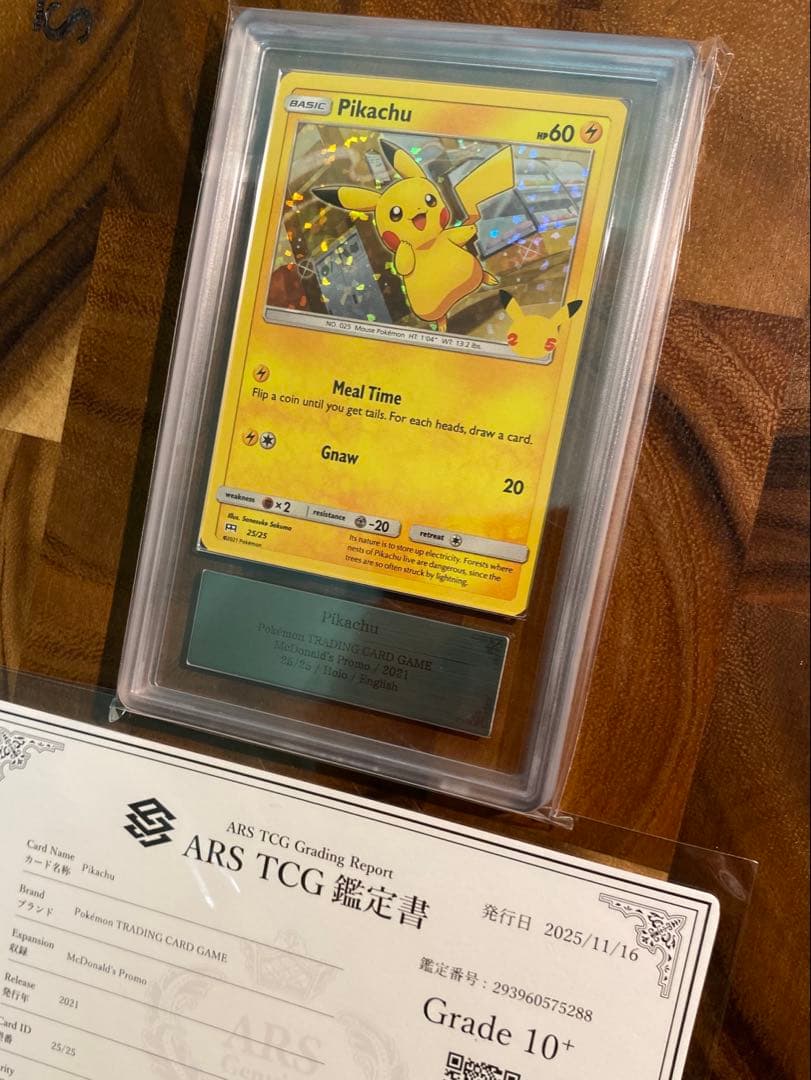 BASIC Pikachu HP60
NO. 025 Mouse Pokémon HT: 1'04" WT: 13.2 lbs.
25
Meal Time
Flip a coin until you get tails. For each heads, draw a card.
Gnaw 20
weakness ×2 resistance -20 retreat
Illus. Sanosuke Sakuma
25/25
©2021 Pokémon
Its nature is to store up electricity. Forests where
nests of Pikachu live are dangerous, since the
trees are so often struck by lightning.
Pikachu
Pokémon TRADING CARD GAME
McDonald's Promo / 2021
25/25 / Holo / English
ARS TCG Grading Report
ARS TCG 鑑定書
発行日 2025/11/16
鑑定番号 : 293960575288
Grade 10+
Card Name
カード名称 Pikachu
Brand
ブランド Pokémon TRADING CARD GAME
Expansion
収録 McDonald's Promo
Release
発行年 2021
Card ID
25/25
ARS